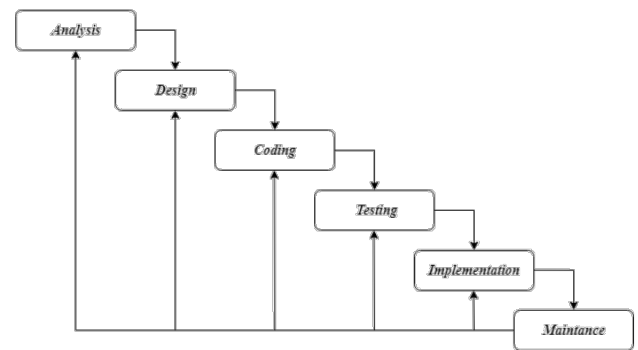 Analysis
Design
Coding
Testing
Implementation
Maintance